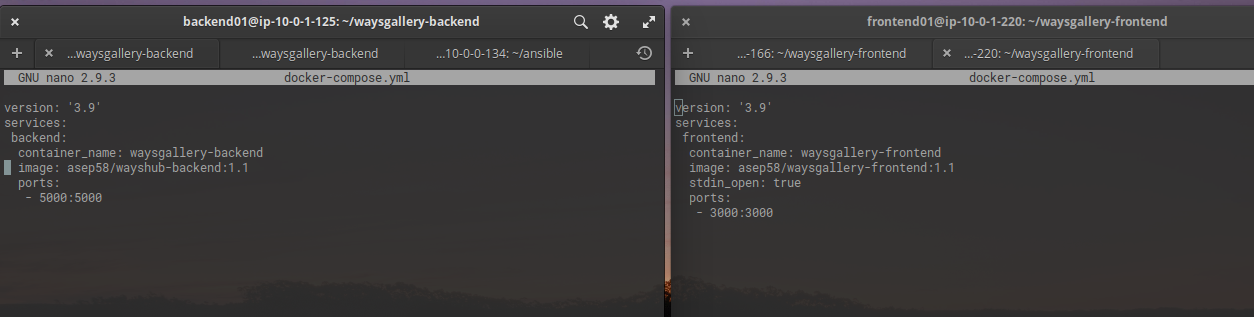 backend01@ip-10-0-1-125: ~/waysgallery-backend
...waysgallery-backend
...waysgallery-backend
...10-0-0-134: ~/ansible
GNU nano 2.9.3 docker-compose.yml
version: '3.9'
services:
backend:
container_name: waysgallery-backend
image: asep58/wayshub-backend:1.1
ports:
- 5000:5000
frontend01@ip-10-0-1-220: ~/waysgallery-frontend
...-166: ~/waysgallery-frontend
...-220: ~/waysgallery-frontend
GNU nano 2.9.3 docker-compose.yml
version: '3.9'
services:
frontend:
container_name: waysgallery-frontend
image: asep58/waysgallery-frontend:1.1
stdin_open: true
ports:
- 3000:3000